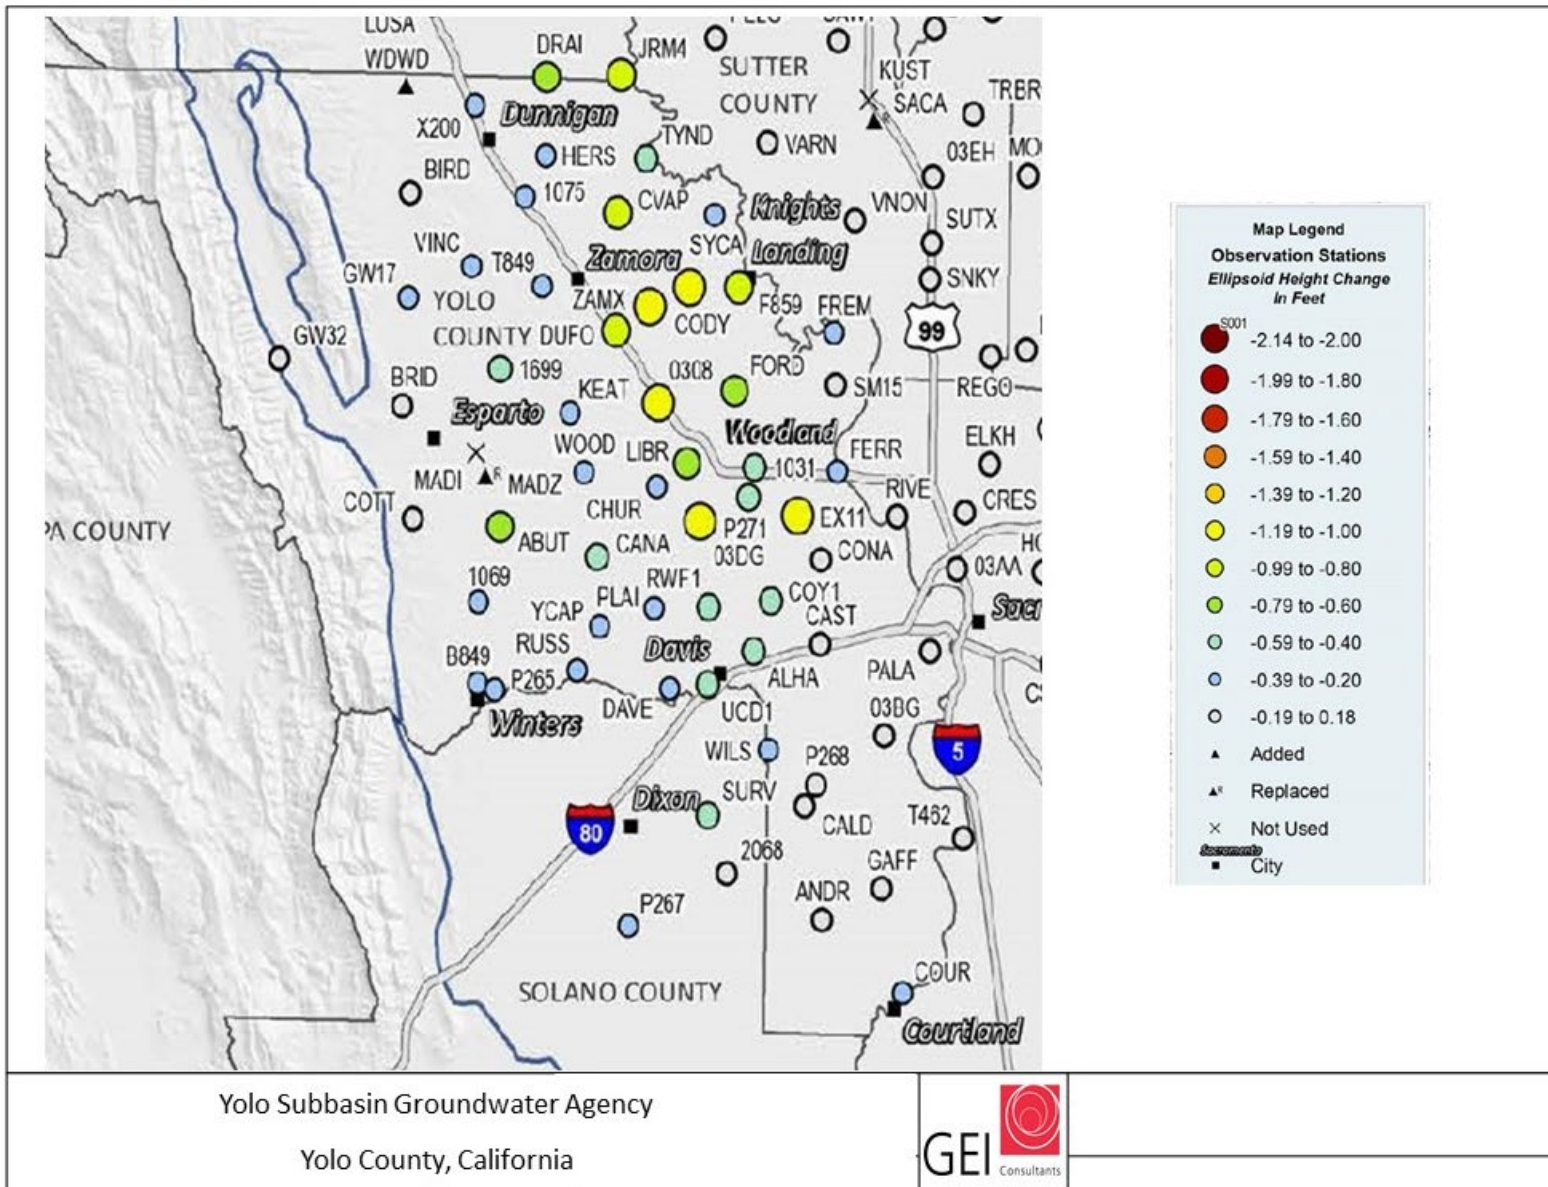 LUSA
WDWD
DRAI
JRM4
SUTTER
COUNTY
KUST
SACA
TRBR
X200
Dunnigan
TYND
VARN
03EH
BIRD
HERS
1075
CVAP
Knights
Landing
VNON
SUTX
VINC
T849
Zamora
SYCA
SNKY
GW17
YOLO
COUNTY
ZAMX
DUFO
CODY
F859
FREM
99
GW32
1699
0308
FORD
BRID
KEAT
SM15
REGO
Esparto
Woodland
WOOD
LIBR
1031
FERR
ELKH
MADI
R
MADZ
RIVE
COTT
CHUR
CRES
PA COUNTY
ABUT
CANA
P271
03DG
EX11
CONA
03AA
1069
YCAP
PLAI
RWF1
COY1
CAST
Sacr
RUSS
Davis
B849
P265
ALHA
PALA
Winters
DAVE
UCD1
03BG
WILS
P268
5
Dixon
SURV
80
CALD
T462
2068
GAFF
ANDR
P267
SOLANO COUNTY
COUR
Courtland
Map Legend
Observation Stations
Ellipsoid Height Change
In Feet
S001
-2.14 to -2.00
-1.99 to -1.80
-1.79 to -1.60
-1.59 to -1.40
-1.39 to -1.20
-1.19 to -1.00
-0.99 to -0.80
-0.79 to -0.60
-0.59 to -0.40
-0.39 to -0.20
-0.19 to 0.18
Added
R Replaced
Not Used
Sacramento
City
Yolo Subbasin Groundwater Agency
Yolo County, California
GEI Consultants